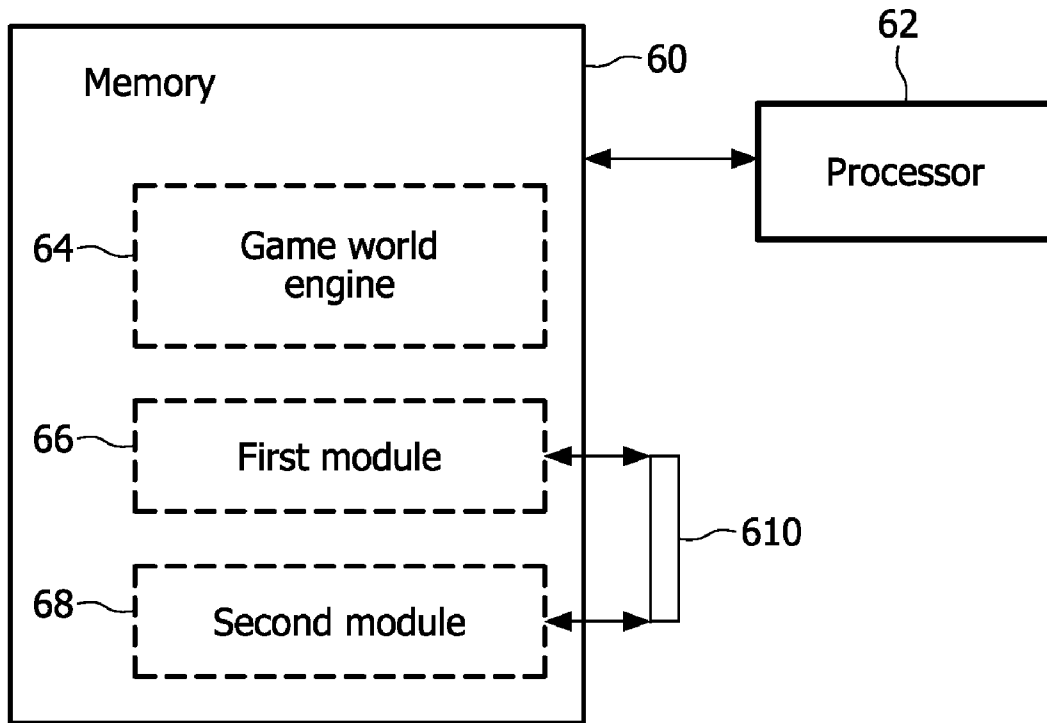 62
60
Memory
Processor
64
Game world
engine
66
First module
610
68
Second module